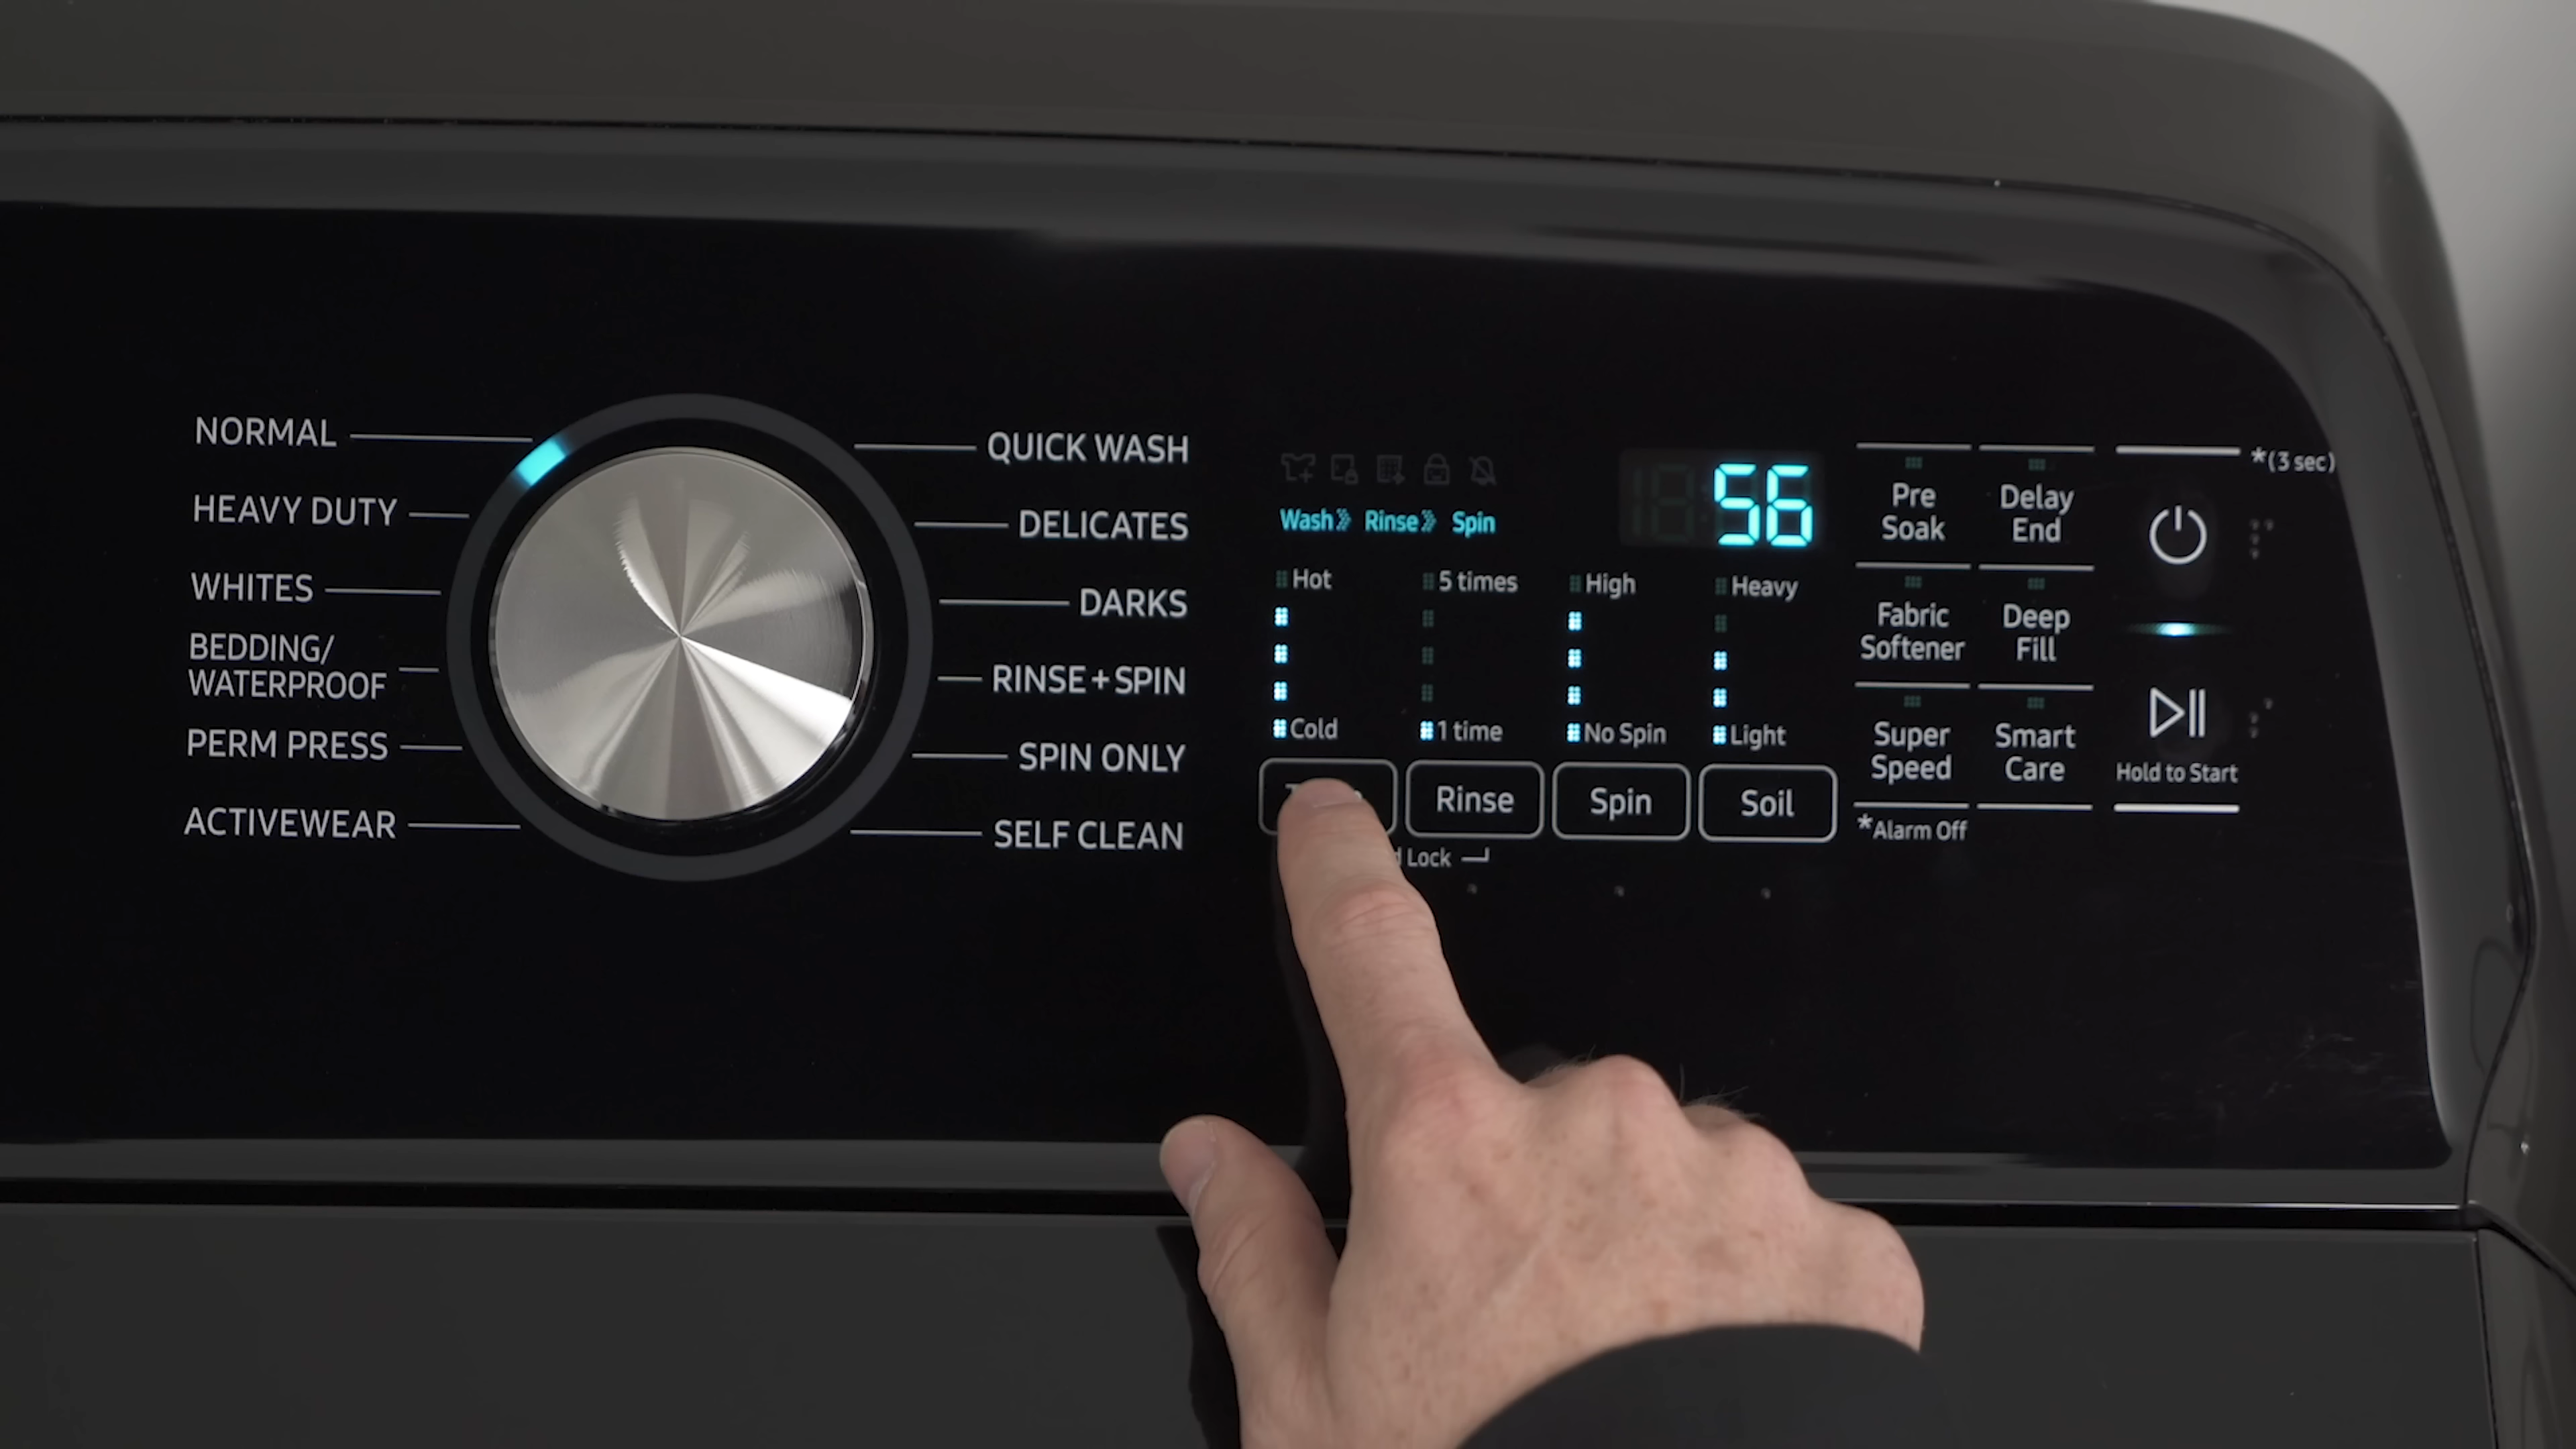 NORMAL
HEAVY DUTY
WHITES
BEDDING/
WATERPROOF
PERM PRESS
ACTIVEWEAR
QUICK WASH
DELICATES
DARKS
RINSE+SPIN
SPIN ONLY
SELF CLEAN
Wash Rinse Spin
56
Hot
5 times
High
Heavy
Cold
1 time
No Spin
Light
Rinse
Spin
Soil
Lock
Pre
Soak
Delay
End
Fabric
Softener
Deep
Fill
Super
Speed
Smart
Care
*Alarm Off
*(3 sec)
Hold to Start